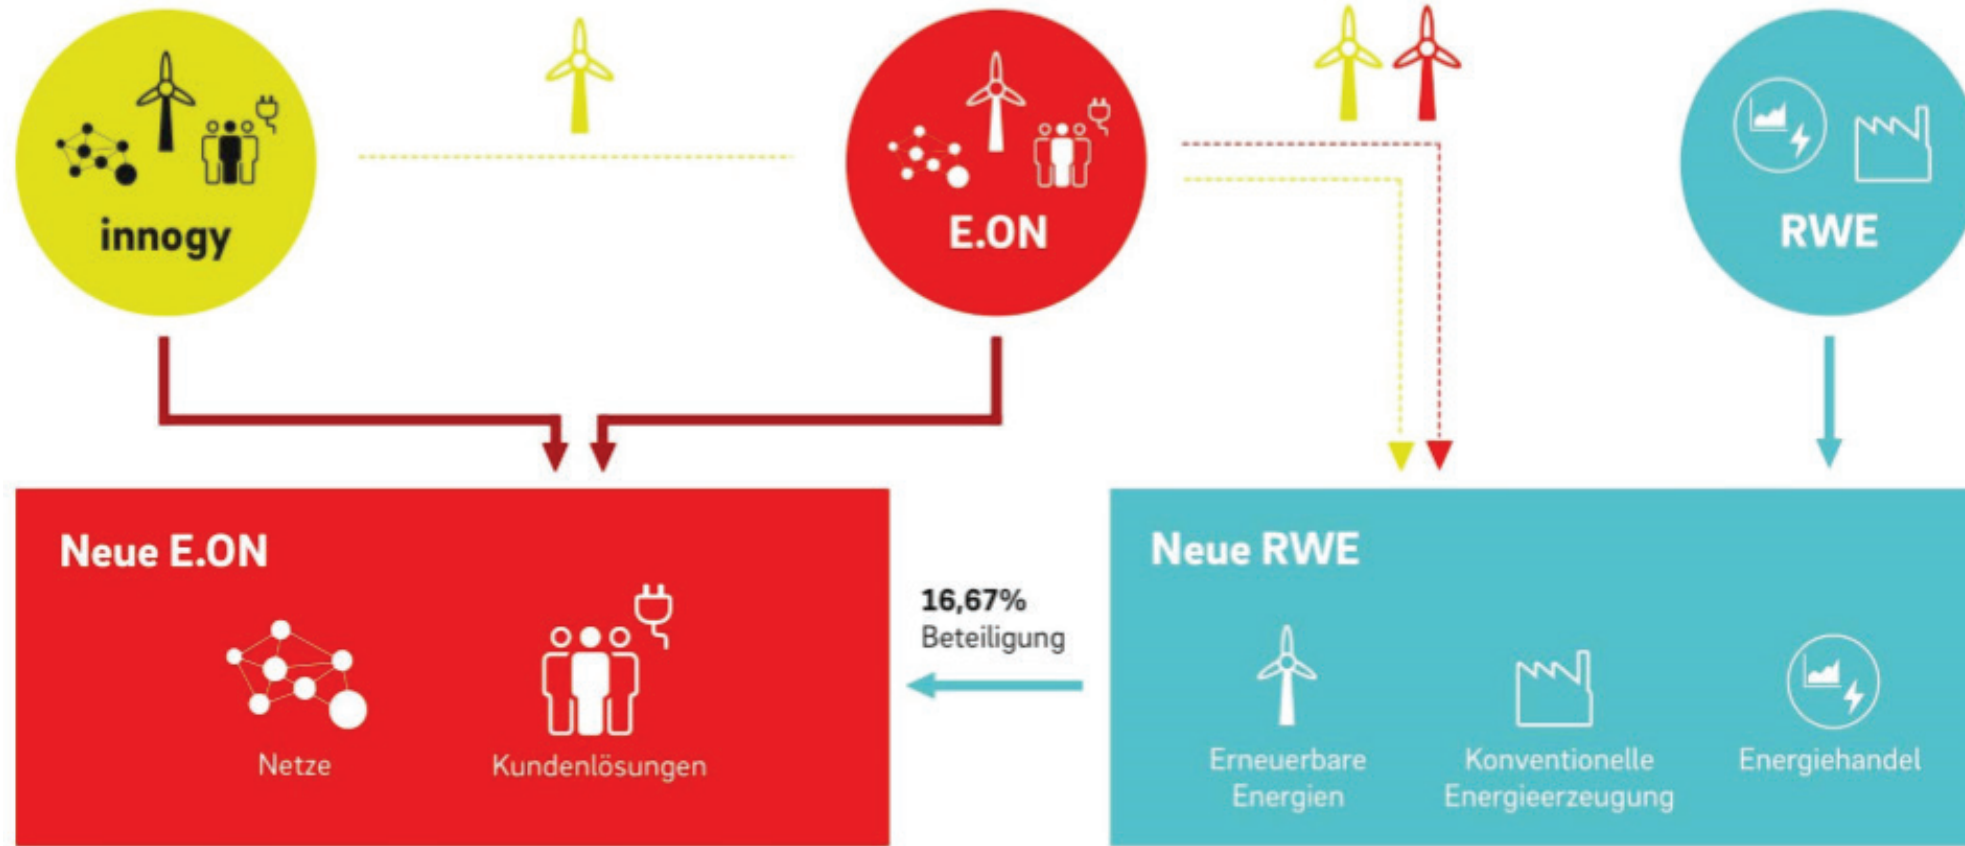 innogy
E.ON
RWE
Neue E.ON
Netze
Kundenlösungen
16,67%
Beteiligung
Neue RWE
Erneuerbare
Energien
Konventionelle
Energieerzeugung
Energiehandel